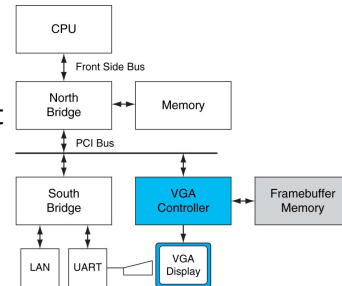 CPU
Front Side Bus
North
Bridge
Memory
PCI Bus
South
Bridge
VGA
Controller
Framebuffer
Memory
LAN
UART
VGA
Display